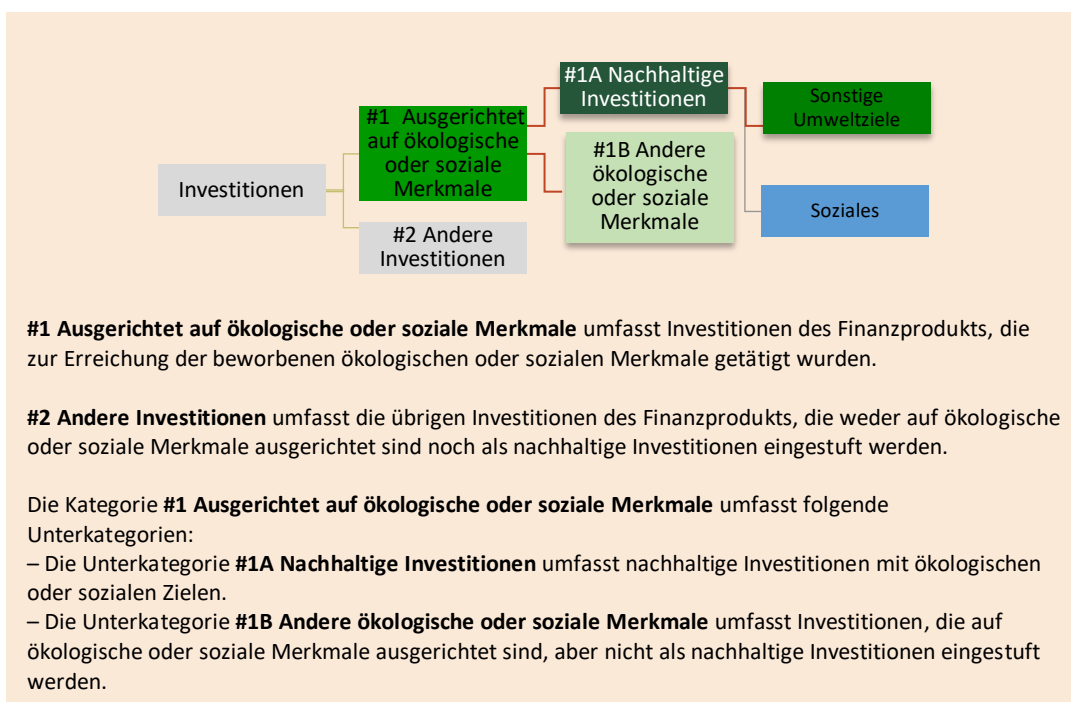 #1A Nachhaltige
Investitionen
Sonstige
Umweltziele
#1 Ausgerichtet
auf ökologische
oder soziale
Merkmale
#1B Andere
ökologische
oder soziale
Merkmale
Investitionen
Soziales
#2 Andere
Investitionen
#1 Ausgerichtet auf ökologische oder soziale Merkmale umfasst Investitionen des Finanzprodukts, die
zur Erreichung der beworbenen ökologischen oder sozialen Merkmale getätigt wurden.
#2 Andere Investitionen umfasst die übrigen Investitionen des Finanzprodukts, die weder auf ökologische
oder soziale Merkmale ausgerichtet sind noch als nachhaltige Investitionen eingestuft werden.
Die Kategorie #1 Ausgerichtet auf ökologische oder soziale Merkmale umfasst folgende
Unterkategorien:
– Die Unterkategorie #1A Nachhaltige Investitionen umfasst nachhaltige Investitionen mit ökologischen
oder sozialen Zielen.
– Die Unterkategorie #1B Andere ökologische oder soziale Merkmale umfasst Investitionen, die auf
ökologische oder soziale Merkmale ausgerichtet sind, aber nicht als nachhaltige Investitionen eingestuft
werden.